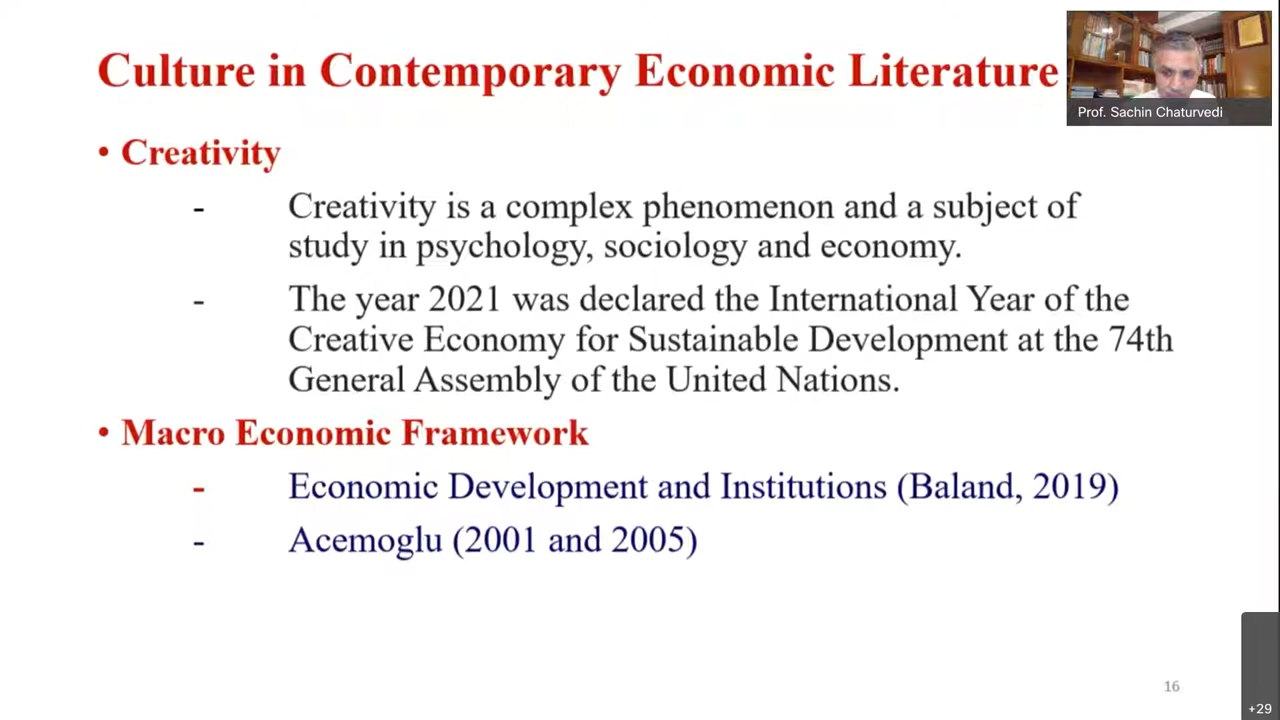 Culture in Contemporary Economic Literature
Prof. Sachin Chaturvedi
• Creativity
- Creativity is a complex phenomenon and a subject of
study in psychology, sociology and economy.
- The year 2021 was declared the International Year of the
Creative Economy for Sustainable Development at the 74th
General Assembly of the United Nations.
• Macro Economic Framework
- Economic Development and Institutions (Baland, 2019)
- Acemoglu (2001 and 2005)
16
+29